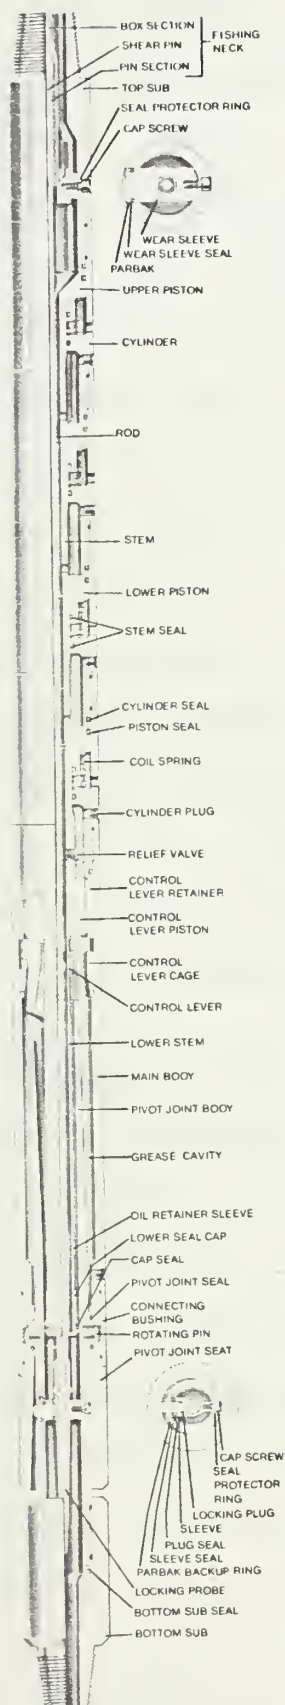 BOX SECTION
SHEAR PIN
PIN SECTION
FISHING
NECK
TOP SUB
SEAL PROTECTOR RING
CAP SCREW
WEAR SLEEVE
WEAR SLEEVE SEAL
PARBAK
UPPER PISTON
CYLINDER
ROD
STEM
LOWER PISTON
STEM SEAL
CYLINDER SEAL
PISTON SEAL
COIL SPRING
CYLINDER PLUG
RELIEF VALVE
CONTROL
LEVER RETAINER
CONTROL
LEVER PISTON
CONTROL
LEVER CAGE
CONTROL LEVER
LOWER STEM
MAIN BODY
PIVOT JOINT BODY
GREASE CAVITY
OIL RETAINER SLEEVE
LOWER SEAL CAP
CAP SEAL
PIVOT JOINT SEAL
CONNECTING
BUSHING
ROTATING PIN
PIVOT JOINT SEAT
CAP SCREW
SEAL
PROTECTOR
RING
LOCKING PLUG
SLEEVE
PLUG SEAL
SLEEVE SEAL
PARBAK BACKUP RING
LOCKING PROBE
BOTTOM SUB SEAL
BOTTOM SUB